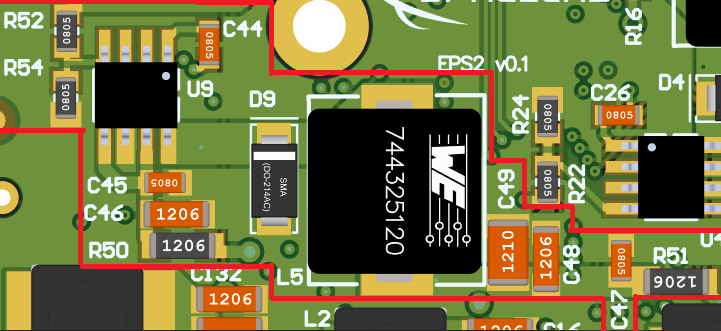 R52
0805
C44
0805
R16
EPS2 v0.1
R54
0805
U9
D9
D4
R24
0805
C26
0805
744325120
WE
SMA
(DO-214AC)
C45
0805
C46
1206
R50
1206
C49
0805
R22
1210
1206
C48
0805
R51
1206
C132
1206
L5
L2
C16
1206
C47